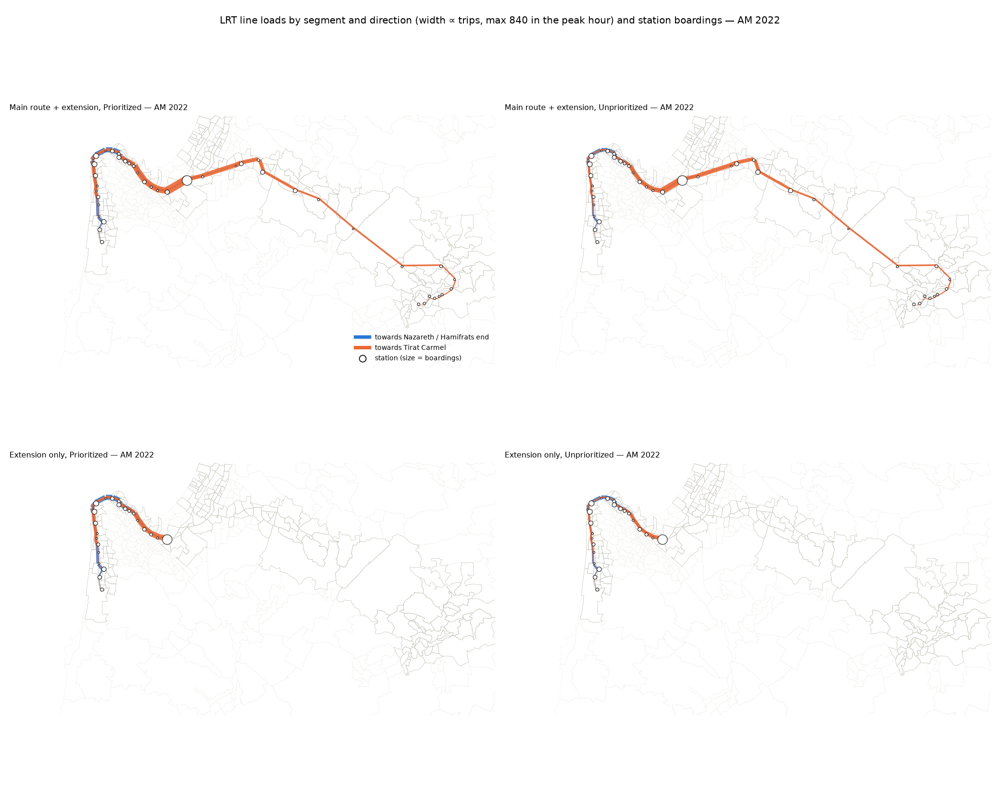 LRT line loads by segment and direction (width ∝ trips, max 840 in the peak hour) and station boardings — AM 2022
Main route + extension, Prioritized — AM 2022
Main route + extension, Unprioritized — AM 2022
towards Nazareth / Hamifrats end
towards Tirat Carmel
station (size = boardings)
Extension only, Prioritized — AM 2022
Extension only, Unprioritized — AM 2022